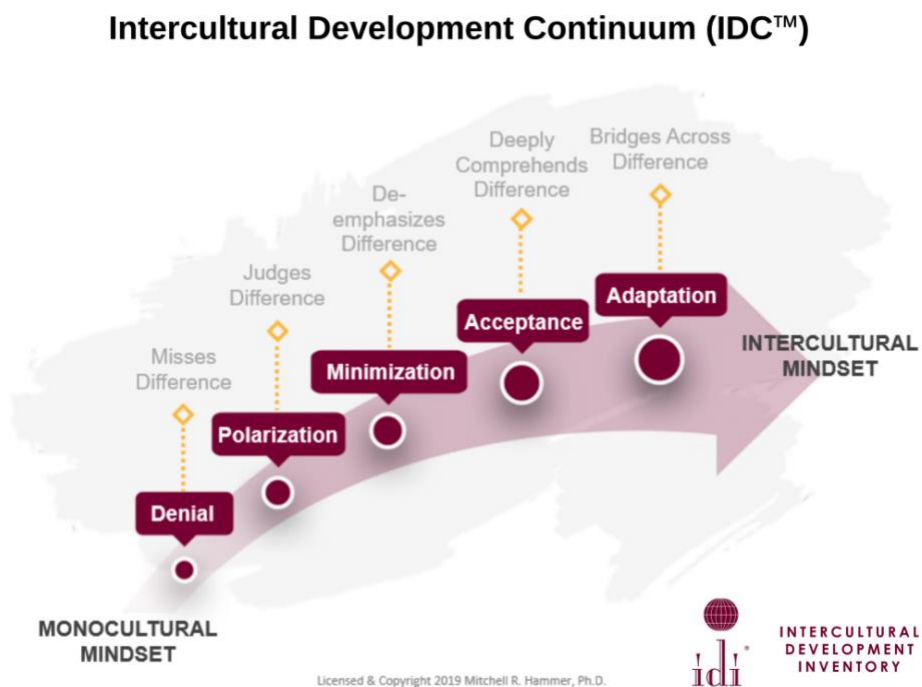 Intercultural Development Continuum (IDC™)
Misses
Difference
Judges
Difference
De-
emphasizes
Difference
Deeply
Comprehends
Difference
Bridges Across
Difference
Denial
Polarization
Minimization
Acceptance
Adaptation
MONOCULTURAL
MINDSET
INTERCULTURAL
MINDSET
idi®
INTERCULTURAL
DEVELOPMENT
INVENTORY
Licensed & Copyright 2019 Mitchell R. Hammer, Ph.D.